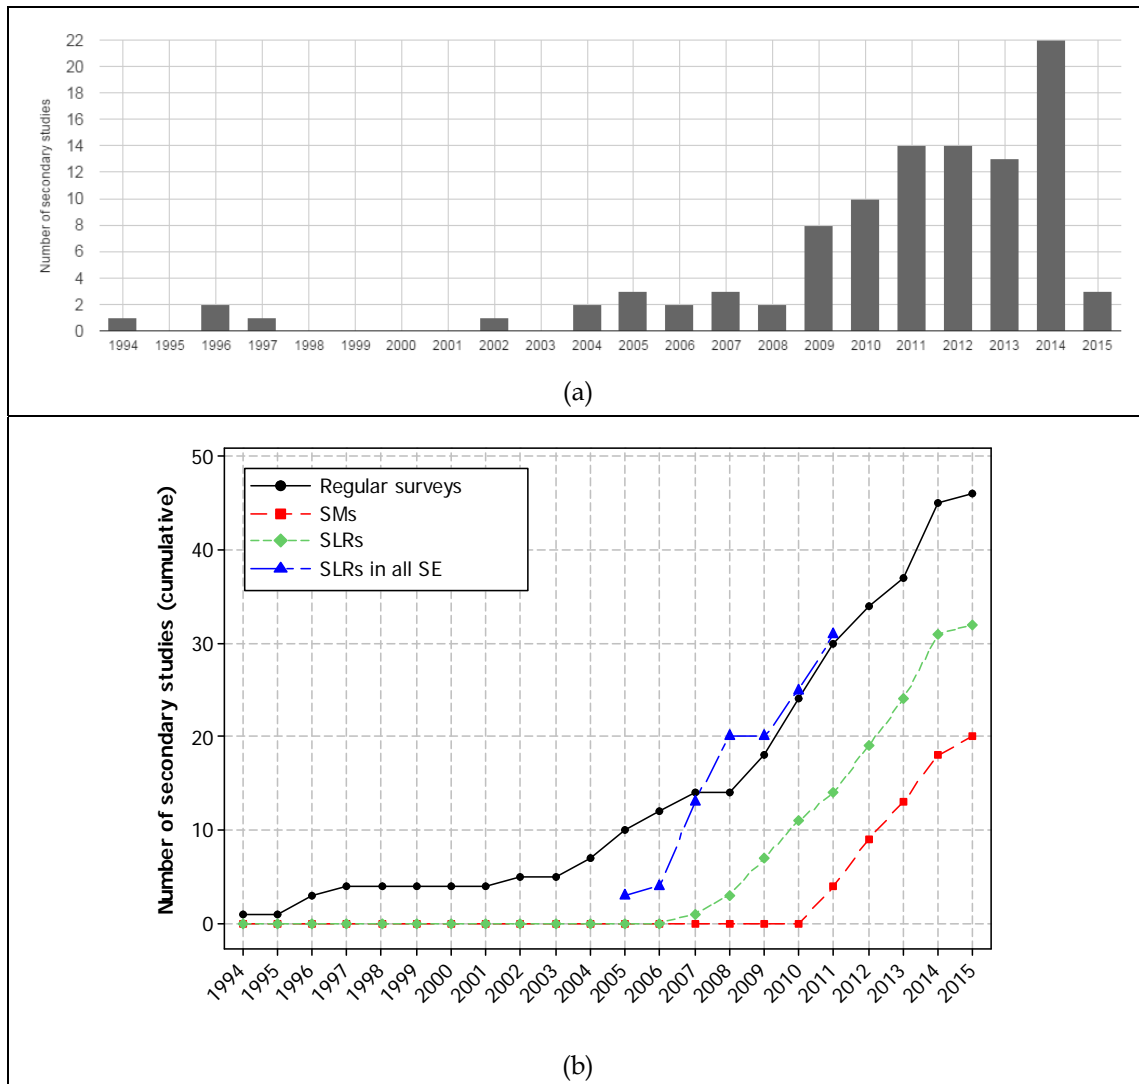 Number of secondary studies
22
20
18
16
14
12
10
8
6
4
2
0
1994 1995 1996 1997 1998 1999 2000 2001 2002 2003 2004 2005 2006 2007 2008 2009 2010 2011 2012 2013 2014 2015
(a)
Number of secondary studies (cumulative)
50
40
30
20
10
0
Regular surveys
SMs
SLRs
SLRs in all SE
1994 1995 1996 1997 1998 1999 2000 2001 2002 2003 2004 2005 2006 2007 2008 2009 2010 2011 2012 2013 2014 2015
(b)